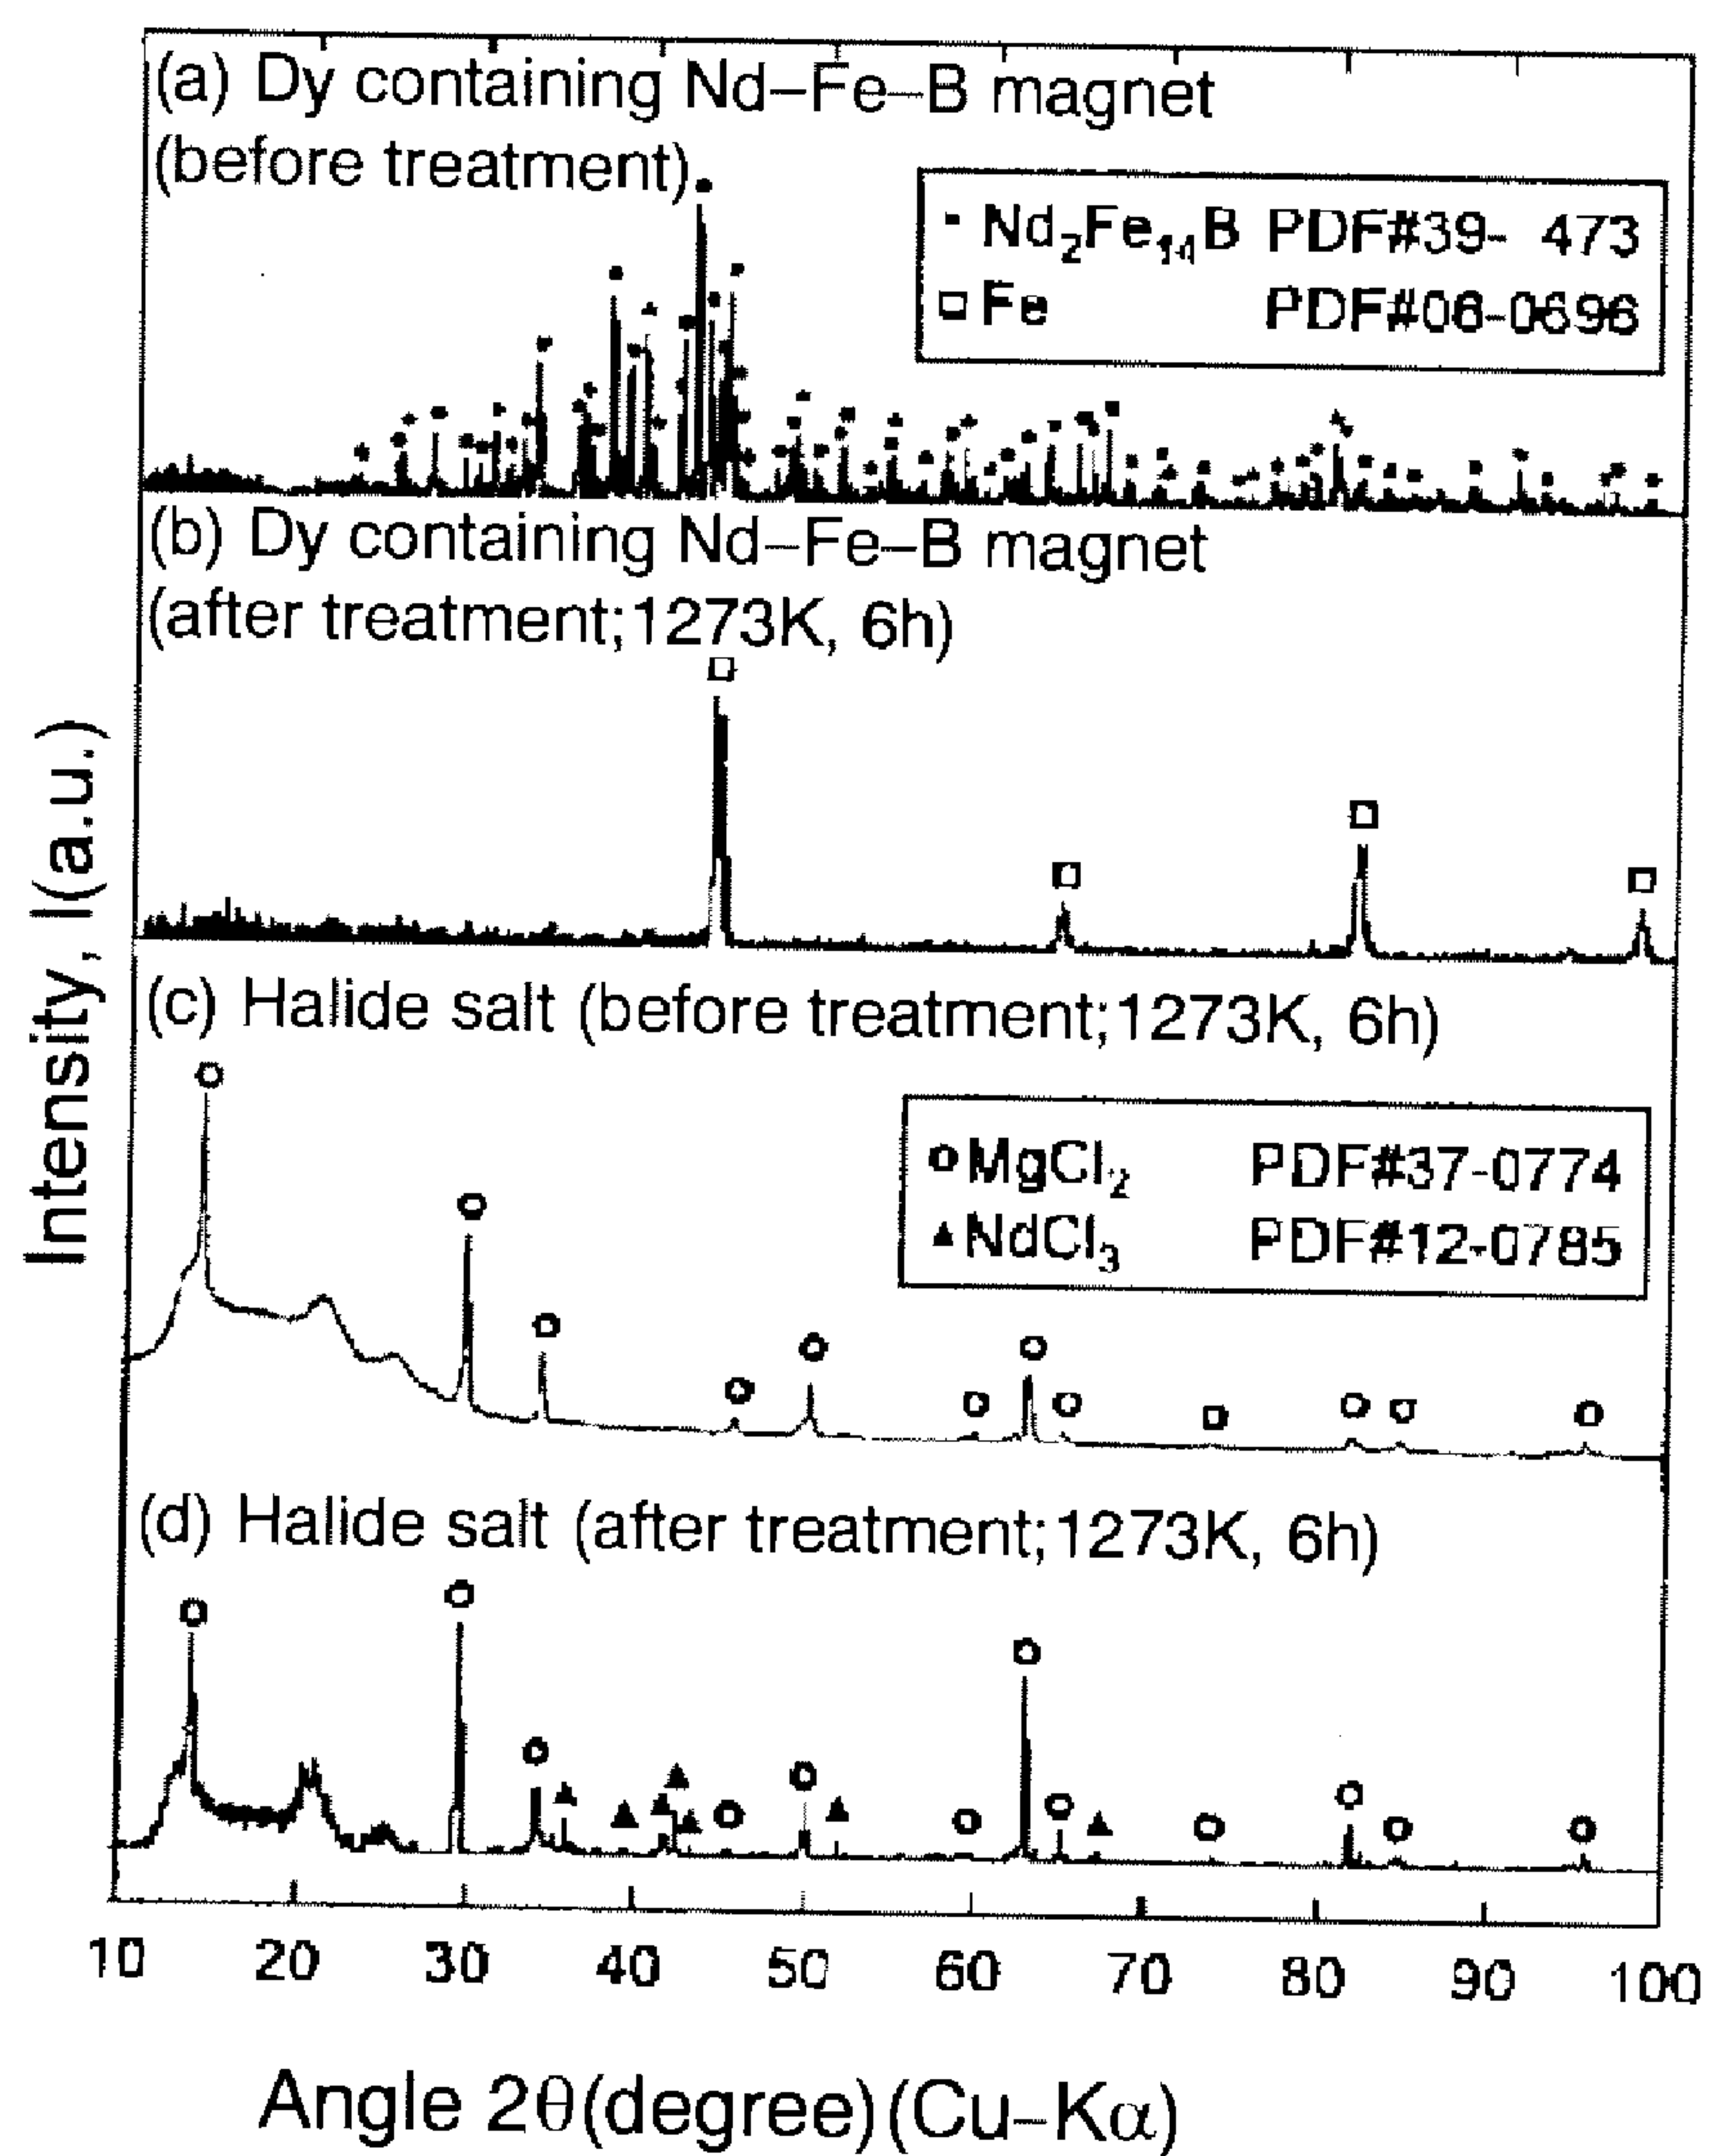 (a) Dy containing Nd–Fe–B magnet
(before treatment)
Nd₂Fe₁₄B PDF#39- 473
Fe PDF#06-0696
(b) Dy containing Nd–Fe–B magnet
(after treatment;1273K, 6h)
Intensity, I(a.u.)
(c) Halide salt (before treatment;1273K, 6h)
MgCl₂ PDF#37-0774
NdCl₃ PDF#12-0785
(d) Halide salt (after treatment;1273K, 6h)
10 20 30 40 50 60 70 80 90 100
Angle 2θ(degree)(Cu–Kα)